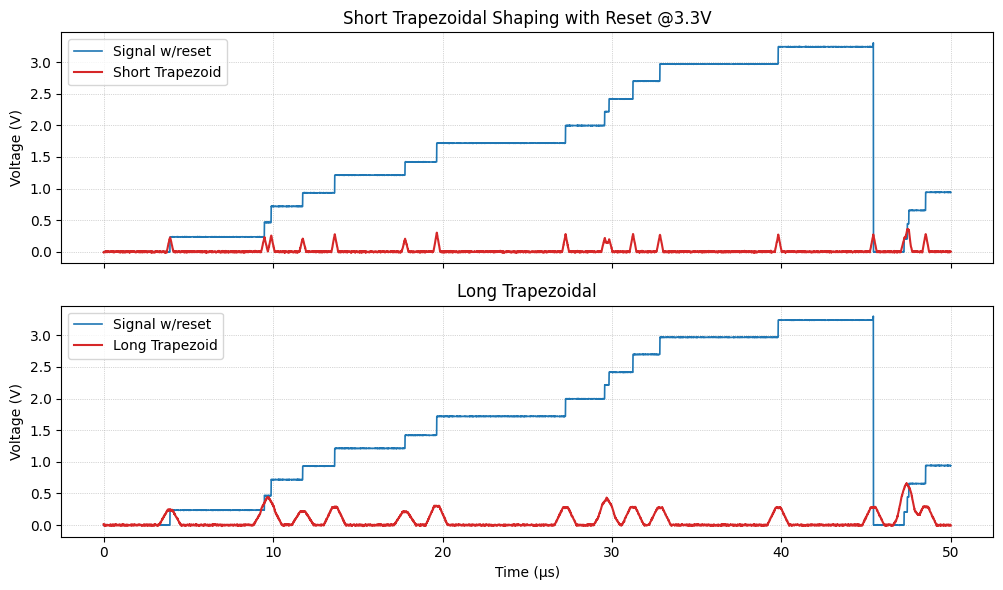 Short Trapezoidal Shaping with Reset @3.3V
Signal w/reset
Short Trapezoid
Voltage (V)
3.0
2.5
2.0
1.5
1.0
0.5
0.0
Long Trapezoidal
Signal w/reset
Long Trapezoid
Voltage (V)
3.0
2.5
2.0
1.5
1.0
0.5
0.0
0 10 20 30 40 50
Time (µs)